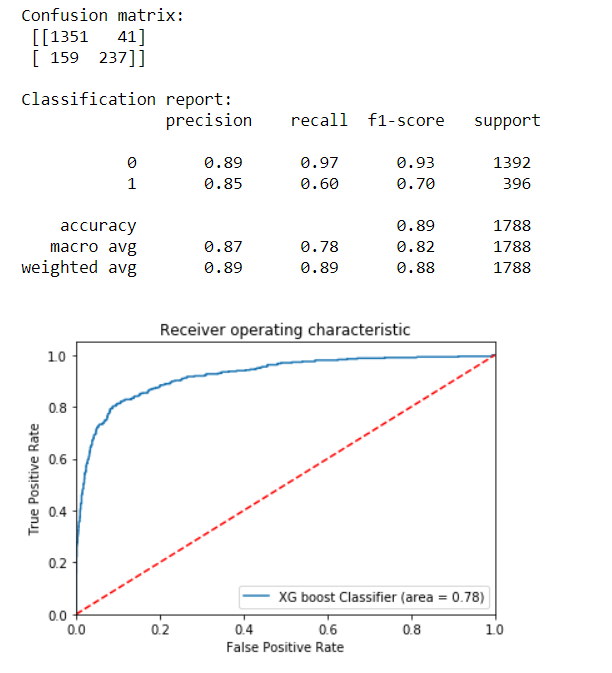 Confusion matrix:
[[1351 41]
[ 159 237]]
Classification report:
precision recall f1-score support
0 0.89 0.97 0.93 1392
1 0.85 0.60 0.70 396
accuracy 0.89 1788
macro avg 0.87 0.78 0.82 1788
weighted avg 0.89 0.89 0.88 1788
Receiver operating characteristic
True Positive Rate
1.0
0.8
0.6
0.4
0.2
0.0
XG boost Classifier (area = 0.78)
0.0 0.2 0.4 0.6 0.8 1.0
False Positive Rate